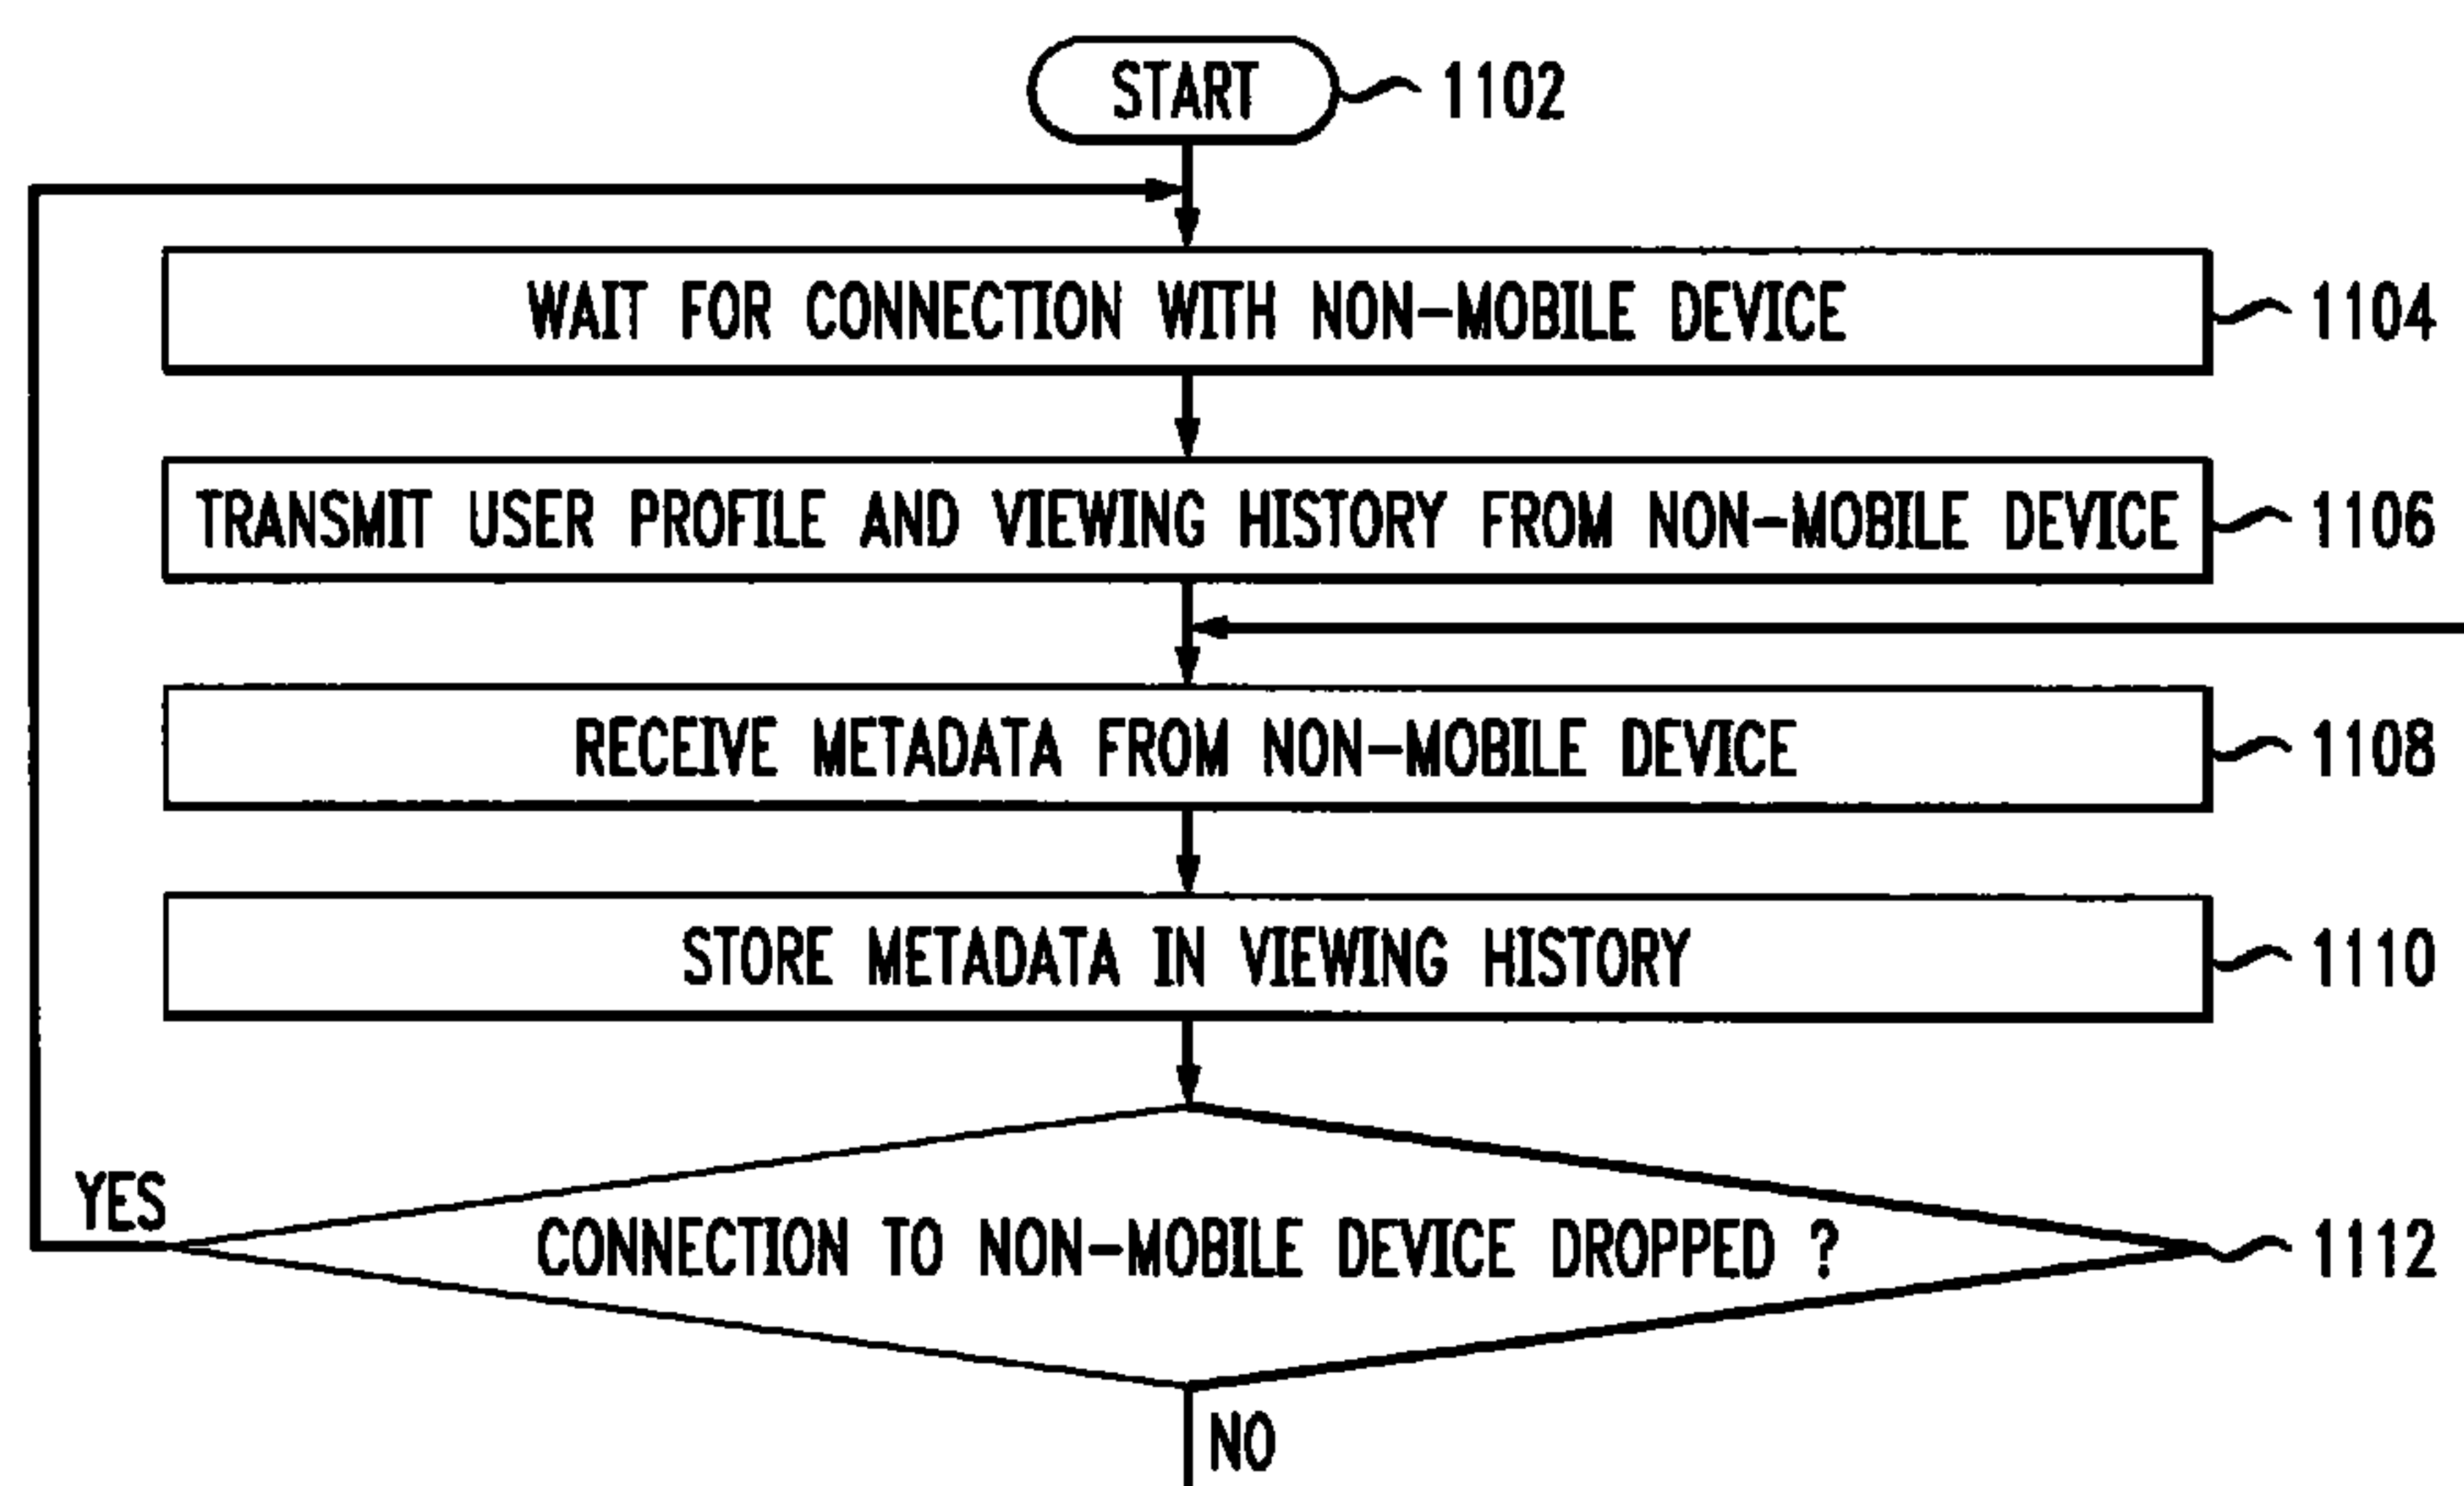 START 1102
WAIT FOR CONNECTION WITH NON-MOBILE DEVICE 1104
TRANSMIT USER PROFILE AND VIEWING HISTORY FROM NON-MOBILE DEVICE 1106
RECEIVE METADATA FROM NON-MOBILE DEVICE 1108
STORE METADATA IN VIEWING HISTORY 1110
YES
CONNECTION TO NON-MOBILE DEVICE DROPPED ? 1112
NO